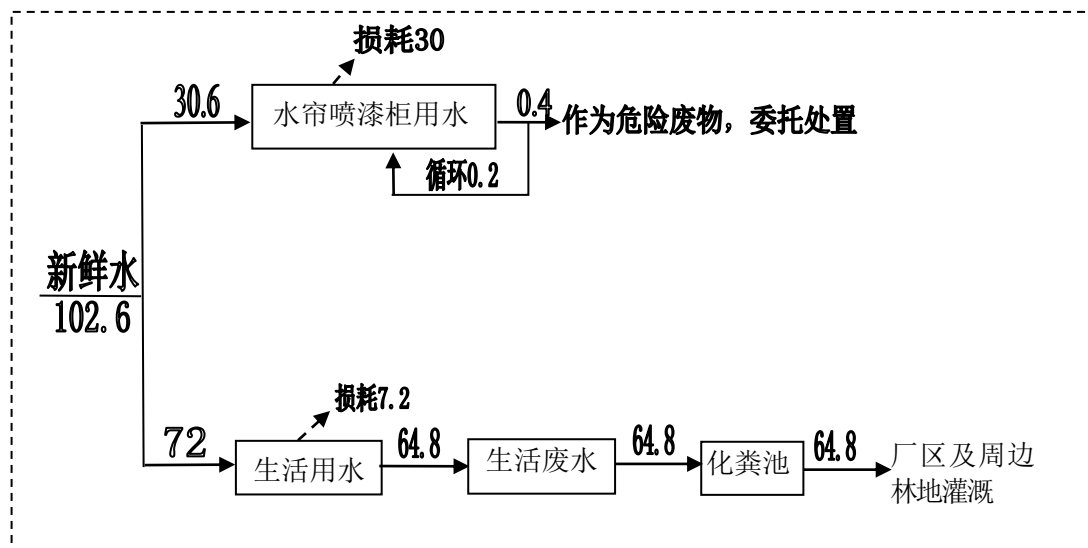 损耗30
30.6
水帘喷漆柜用水
0.4
作为危险废物，委托处置
循环0.2
新鲜水
102.6
损耗7.2
72
生活用水
64.8
生活废水
64.8
化粪池
64.8
厂区及周边
林地灌溉